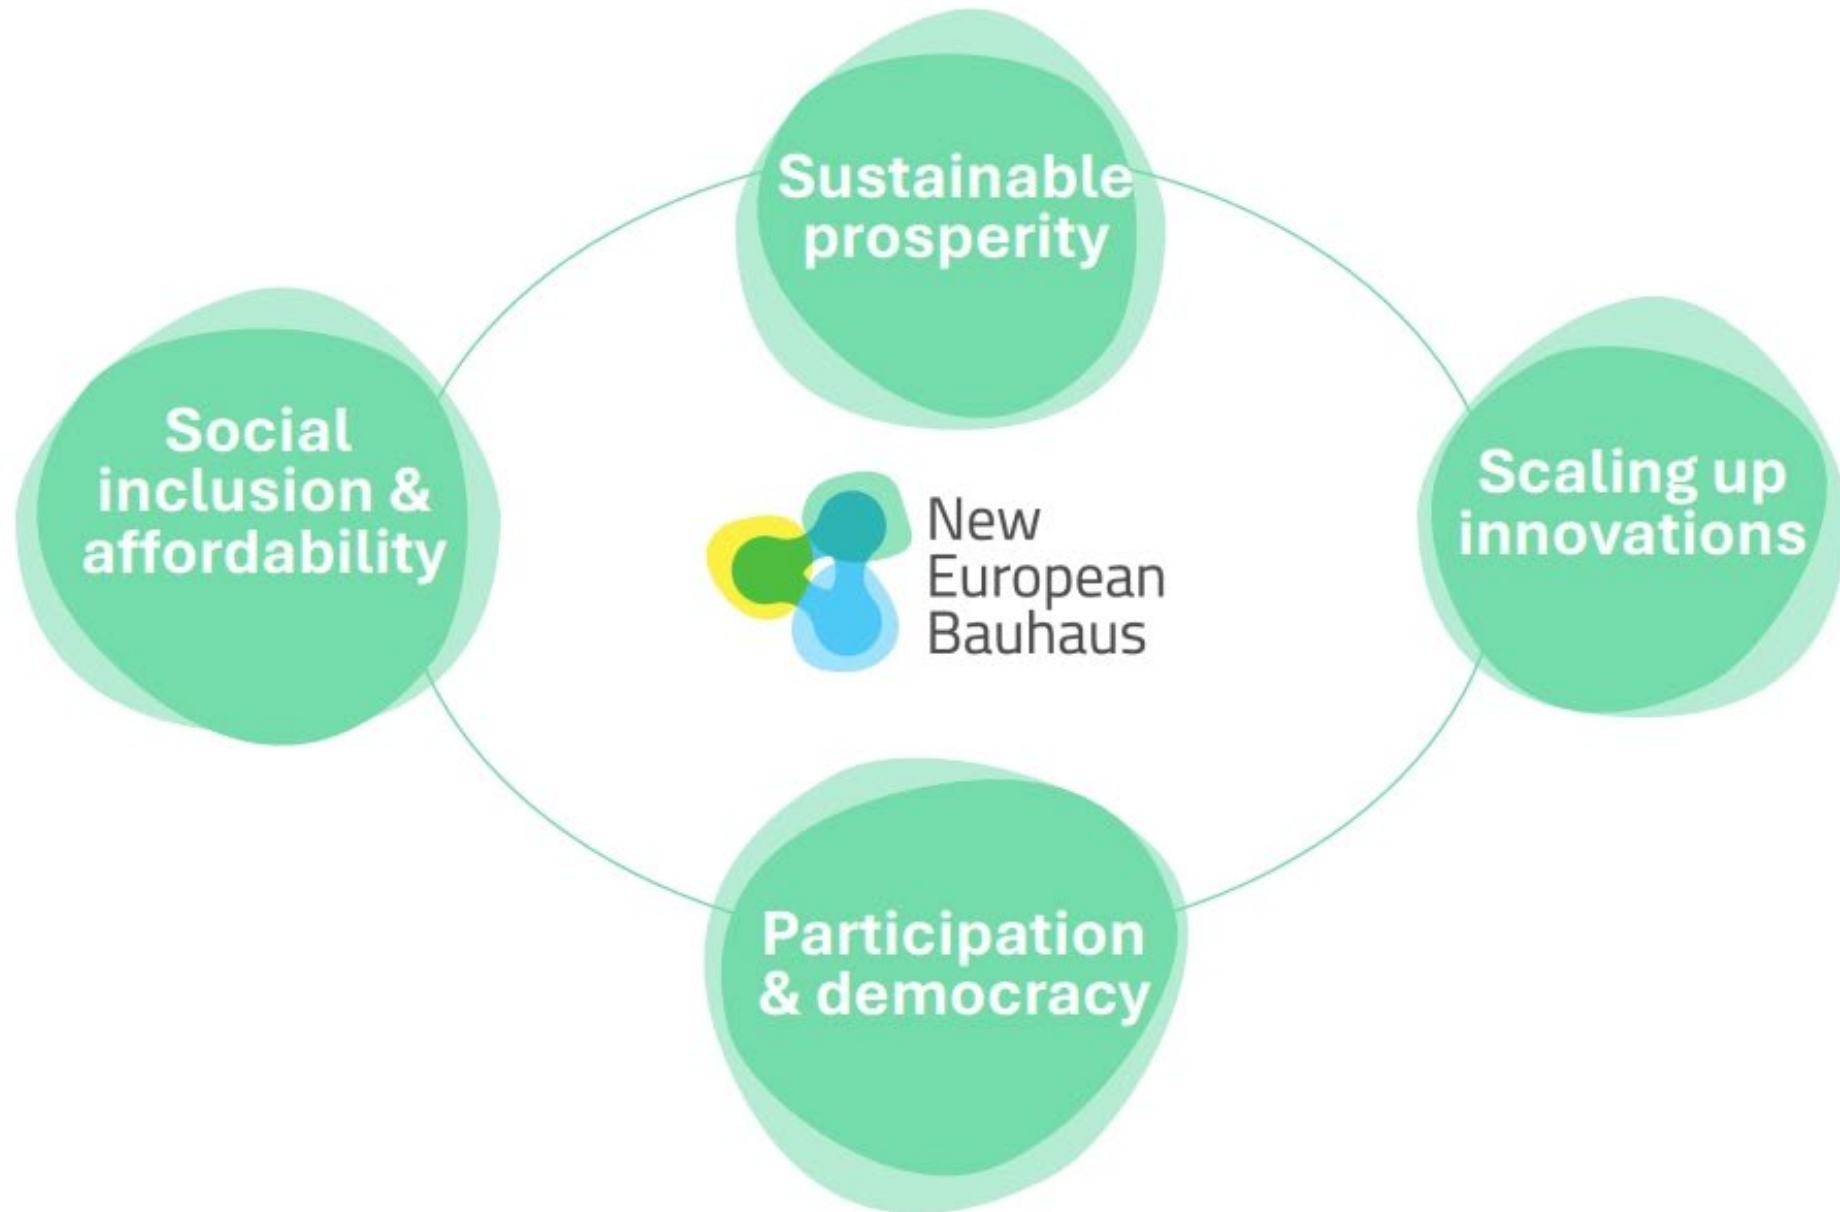 Sustainable
prosperity
Social
inclusion &
affordability
Scaling up
innovations
New
European
Bauhaus
Participation
& democracy